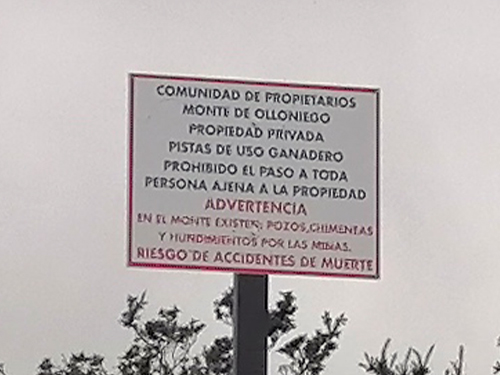 COMUNIDAD DE PROPIETARIOS
MONTE DE OLLONIEGO
PROPIEDAD PRIVADA
PISTAS DE USO GANADERO
PROHIBIDO EL PASO A TODA
PERSONA AJENA A LA PROPIEDAD
ADVERTENCIA
EN EL MONTE EXISTEN; POZOS, CHIMENEAS
Y HUNDIMIENTOS POR LAS MINAS.
RIESGO DE ACCIDENTES DE MUERTE